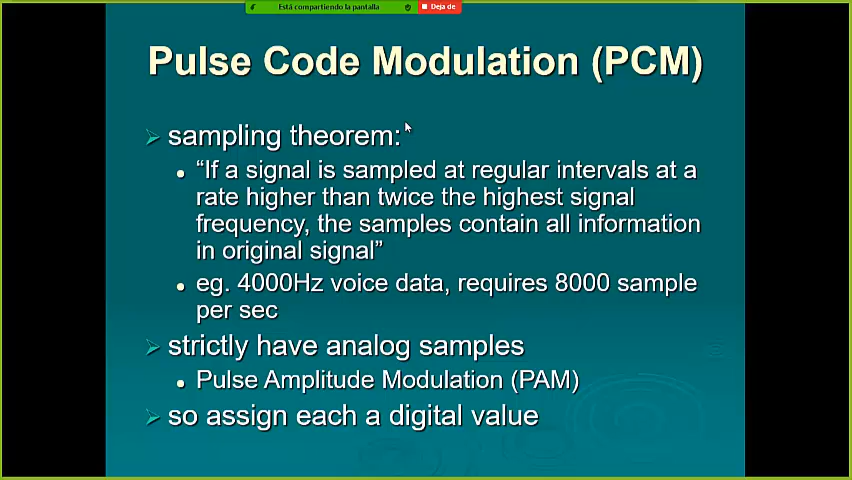 Está compartiendo la pantalla
Deja de
Pulse Code Modulation (PCM)
sampling theorem:
“If a signal is sampled at regular intervals at a
rate higher than twice the highest signal
frequency, the samples contain all information
in original signal”
eg. 4000Hz voice data, requires 8000 sample
per sec
strictly have analog samples
Pulse Amplitude Modulation (PAM)
so assign each a digital value